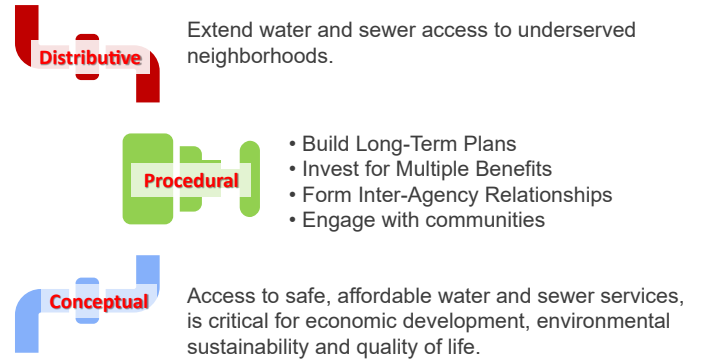 Distributive
Extend water and sewer access to underserved
neighborhoods.
Procedural
• Build Long-Term Plans
• Invest for Multiple Benefits
• Form Inter-Agency Relationships
• Engage with communities
Conceptual
Access to safe, affordable water and sewer services,
is critical for economic development, environmental
sustainability and quality of life.